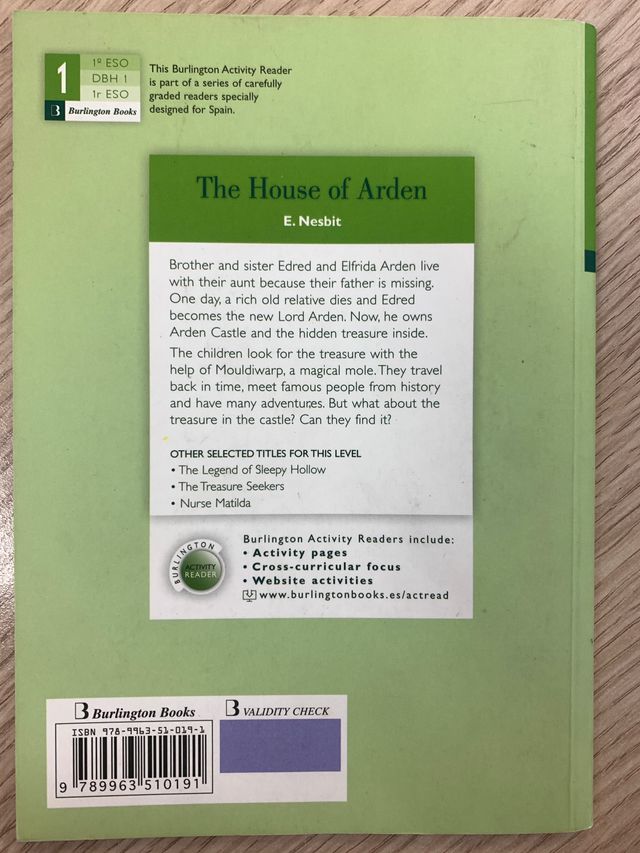 1
1º ESO
DBH 1
1r ESO
B Burlington Books
This Burlington Activity Reader
is part of a series of carefully
graded readers specially
designed for Spain.
The House of Arden
E. Nesbit
Brother and sister Edred and Elfrida Arden live
with their aunt because their father is missing.
One day, a rich old relative dies and Edred
becomes the new Lord Arden. Now, he owns
Arden Castle and the hidden treasure inside.
The children look for the treasure with the
help of Mouldiwarp, a magical mole. They travel
back in time, meet famous people from history
and have many adventures. But what about the
treasure in the castle? Can they find it?
OTHER SELECTED TITLES FOR THIS LEVEL
• The Legend of Sleepy Hollow
• The Treasure Seekers
• Nurse Matilda
BURLINGTON
ACTIVITY
READER
Burlington Activity Readers include:
• Activity pages
• Cross-curricular focus
• Website activities
www.burlingtonbooks.es/actread
B Burlington Books
B VALIDITY CHECK
ISBN 978-9963-51-019-1
9 789963 510191